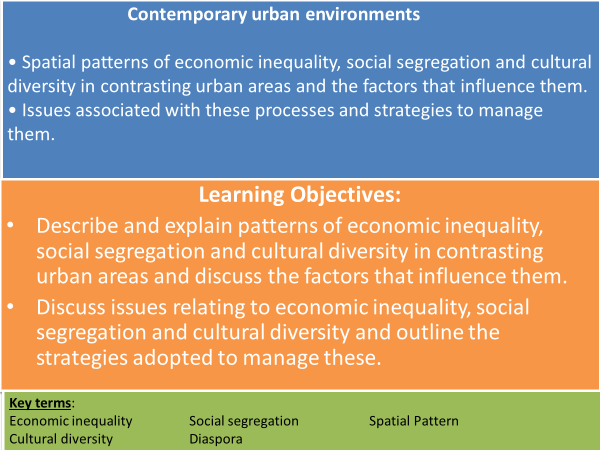 Contemporary urban environments
• Spatial patterns of economic inequality, social segregation and cultural
diversity in contrasting urban areas and the factors that influence them.
• Issues associated with these processes and strategies to manage
them.
Learning Objectives:
• Describe and explain patterns of economic inequality,
social segregation and cultural diversity in contrasting
urban areas and discuss the factors that influence them.
• Discuss issues relating to economic inequality, social
segregation and cultural diversity and outline the
strategies adopted to manage these.
Key terms:
Economic inequality Social segregation Spatial Pattern
Cultural diversity Diaspora